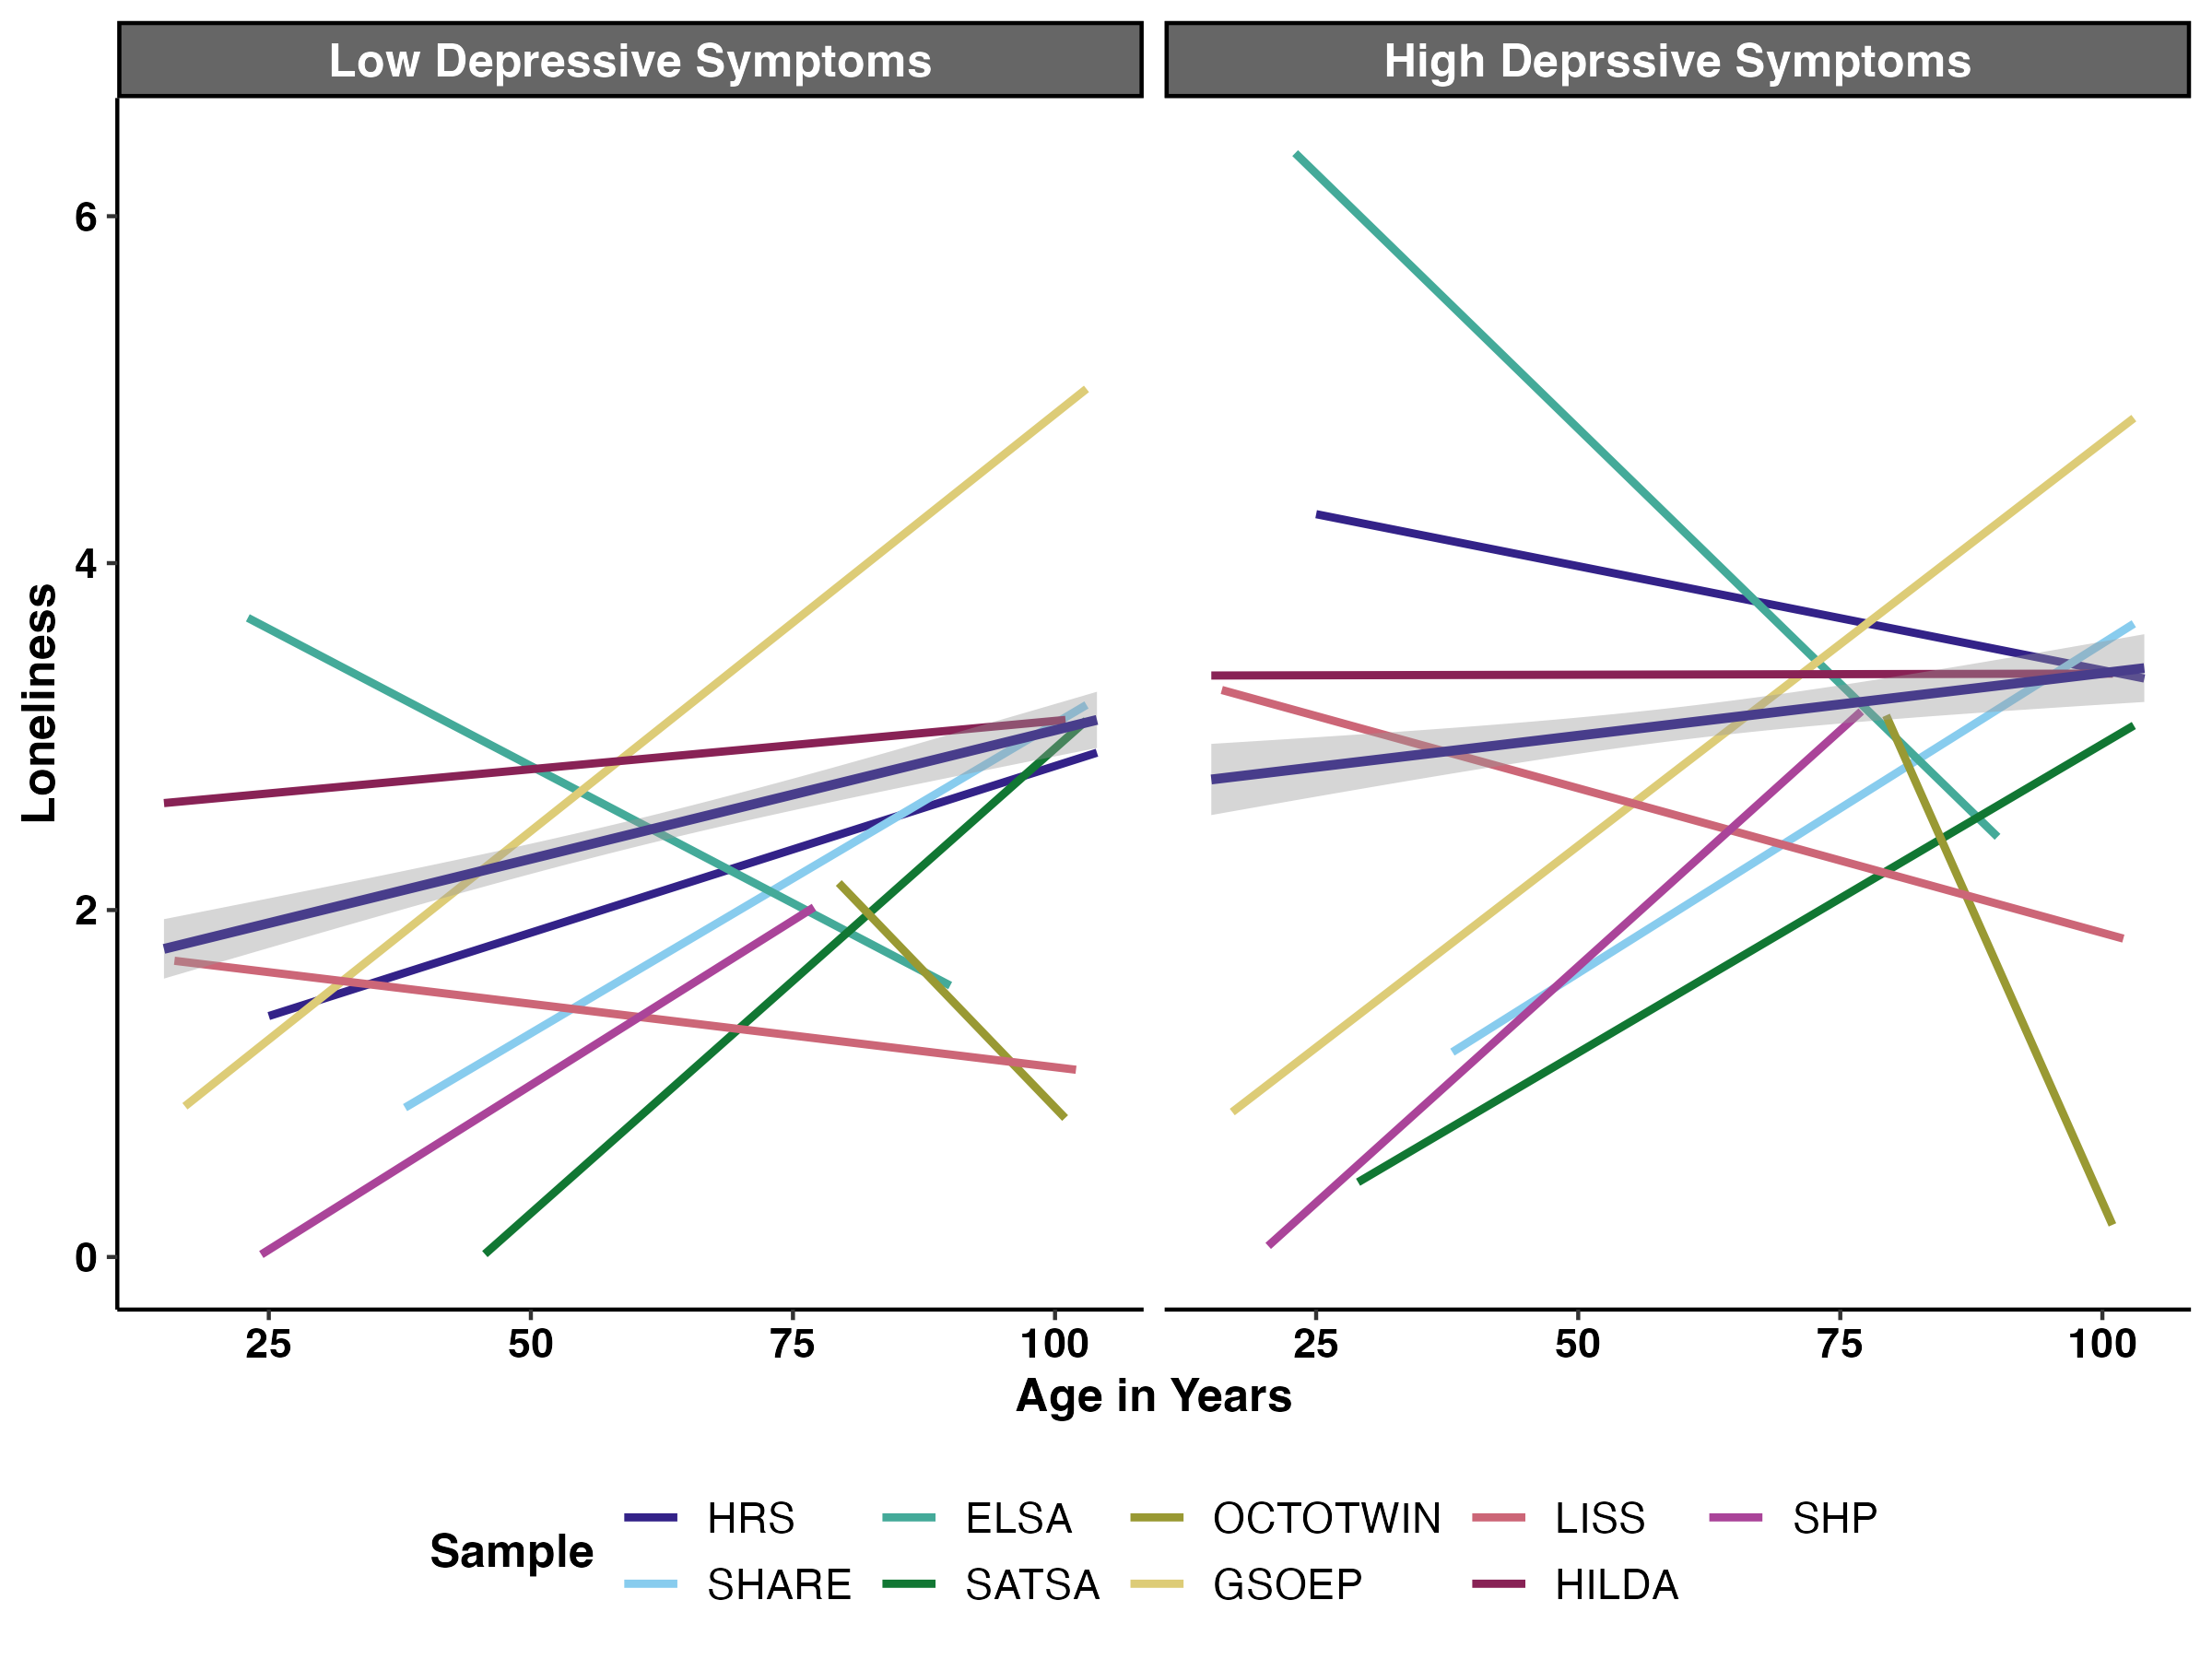 Low Depressive Symptoms
High Deprssive Symptoms
Loneliness
6
4
2
0
25 50 75 100
25 50 75 100
Age in Years
Sample
HRS ELSA OCTOTWIN LISS SHP
SHARE SATSA GSOEP HILDA